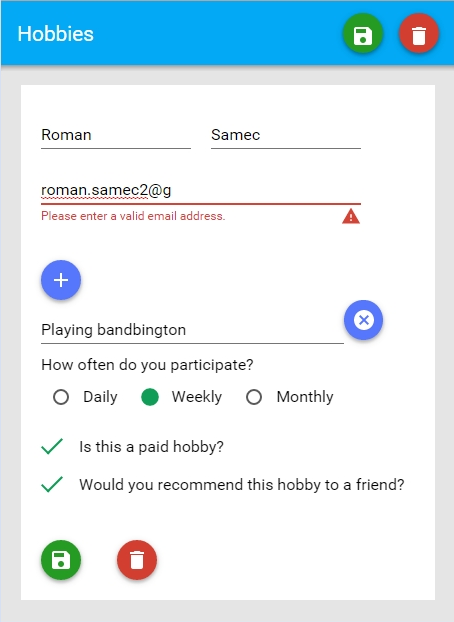 Hobbies
Roman Samec
roman.samec2@g
Please enter a valid email address.
Playing bandbington
How often do you participate?
Daily Weekly Monthly
Is this a paid hobby?
Would you recommend this hobby to a friend?